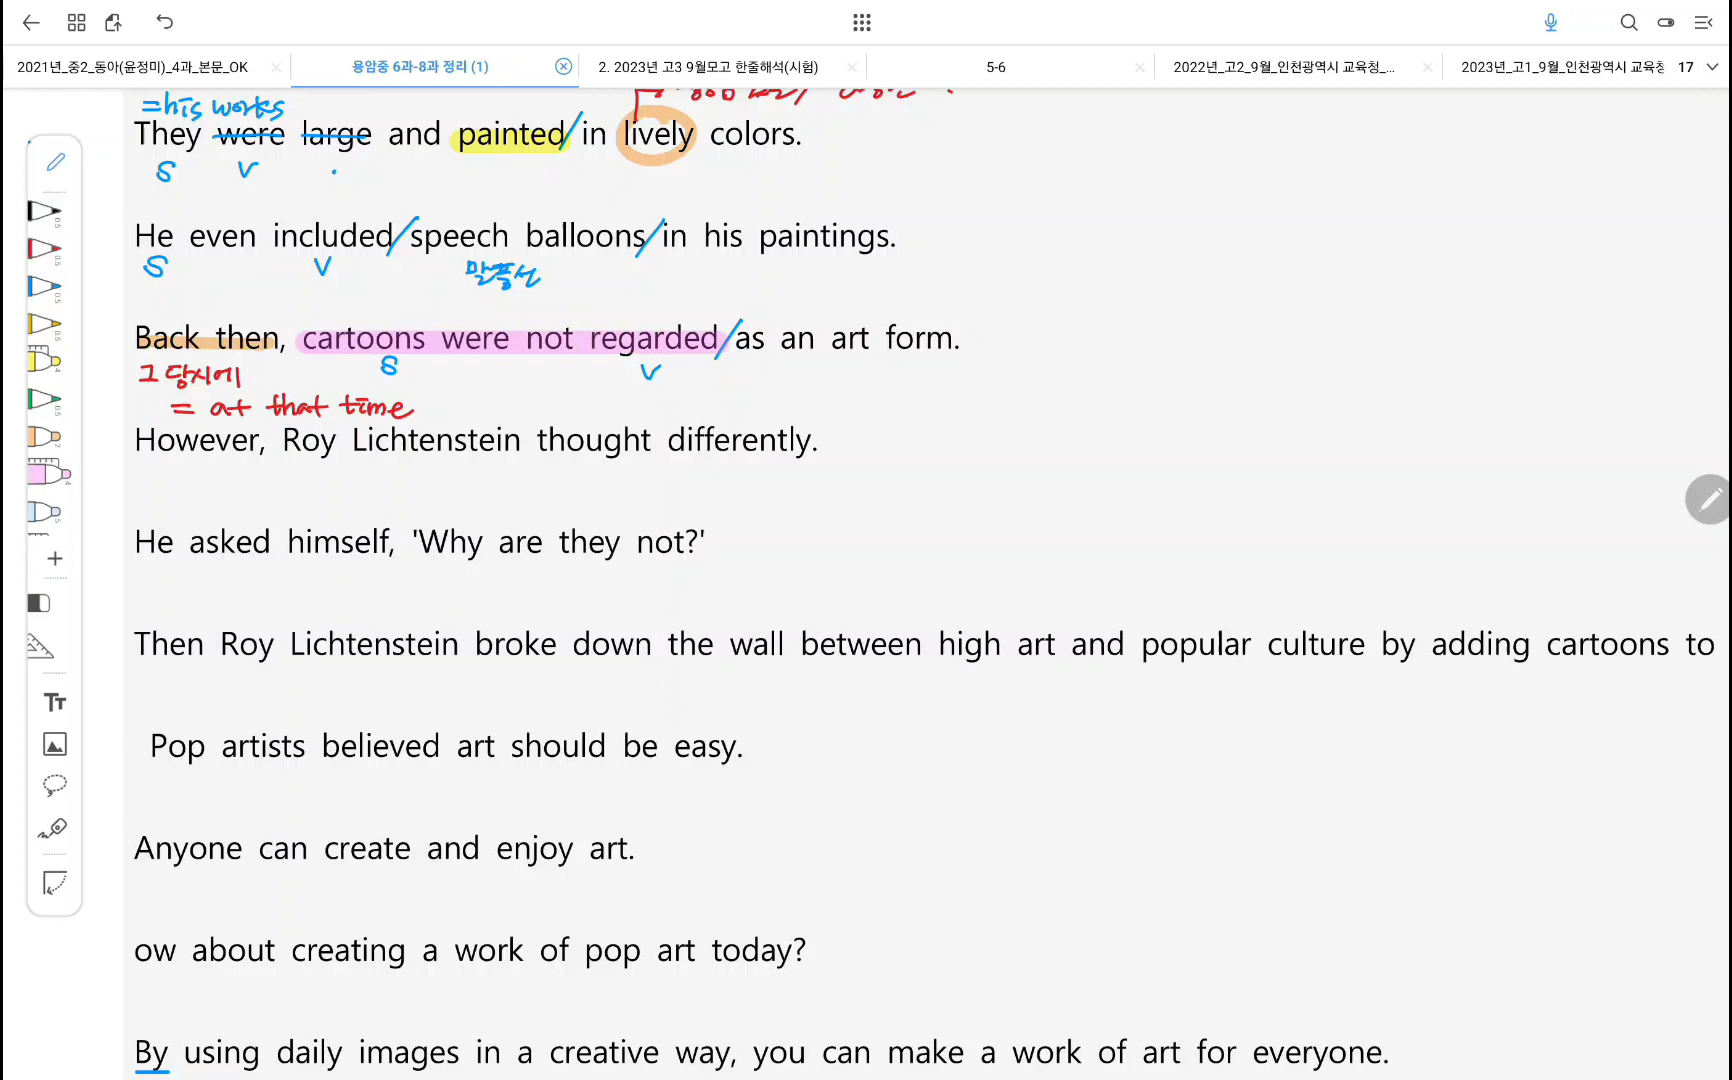 2021년_중2_동아(윤정미)_4과_본문_OK
용암중 6과-8과 정리 (1)
2. 2023년 고3 9월모고 한줄해석(시험)
5-6
2022년_고2_9월_인천광역시 교육청_...
2023년_고1_9월_인천광역시 교육청
17
=his works
They were large and painted/in lively colors.
S V
He even included/speech balloons/in his paintings.
S V 말풍선
Back then, cartoons were not regarded/as an art form.
그 당시에 S V
= at that time
However, Roy Lichtenstein thought differently.
He asked himself, 'Why are they not?'
Then Roy Lichtenstein broke down the wall between high art and popular culture by adding cartoons to
Pop artists believed art should be easy.
Anyone can create and enjoy art.
ow about creating a work of pop art today?
By using daily images in a creative way, you can make a work of art for everyone.
Tт